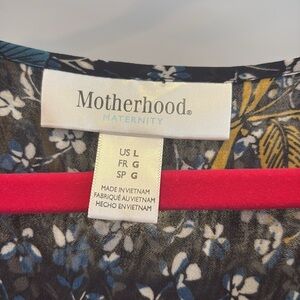 Motherhood®
MATERNITY
US L
FR G
SP G
MADE IN VIETNAM
FABRIQUÉ AU VIETNAM
HECHO EN VIETNAM